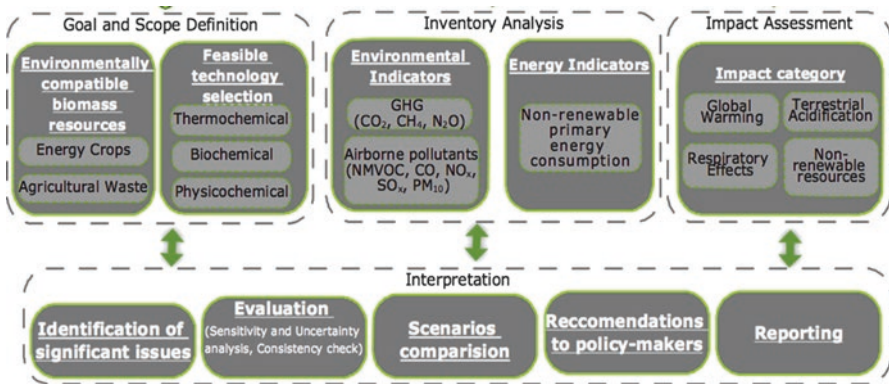 Goal and Scope Definition
Environmentally
compatible
biomass
resources
Energy Crops
Agricultural Waste
Feasible
technology
selection
Thermochemical
Biochemical
Physicochemical
Inventory Analysis
Environmental
Indicators
GHG
(CO₂, CH₄, N₂O)
Airborne pollutants
(NMVOC, CO, NOₓ,
SOₓ, PM₁₀)
Energy Indicators
Non-renewable
primary
energy
consumption
Impact Assessment
Impact category
Global
Warming
Terrestrial
Acidification
Respiratory
Effects
Non-
renewable
resources
Interpretation
Identification of
significant issues
Evaluation
(Sensitivity and Uncertainty
analysis, Consistency check)
Scenarios
comparision
Reccomendations
to policy-makers
Reporting